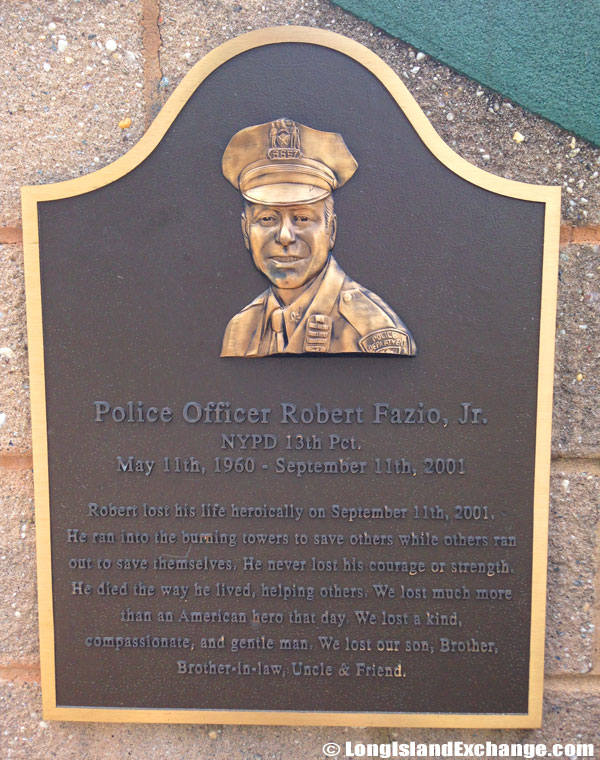 POLICE
Police Officer Robert Fazio, Jr.
NYPD 13th Pct.
May 11th, 1960 - September 11th, 2001
Robert lost his life heroically on September 11th, 2001.
He ran into the burning towers to save others while others ran
out to save themselves. He never lost his courage or strength.
He died the way he lived, helping others. We lost much more
than an American hero that day. We lost a kind,
compassionate, and gentle man. We lost our son, Brother,
Brother-in-law, Uncle & Friend.
© LongIslandExchange.com